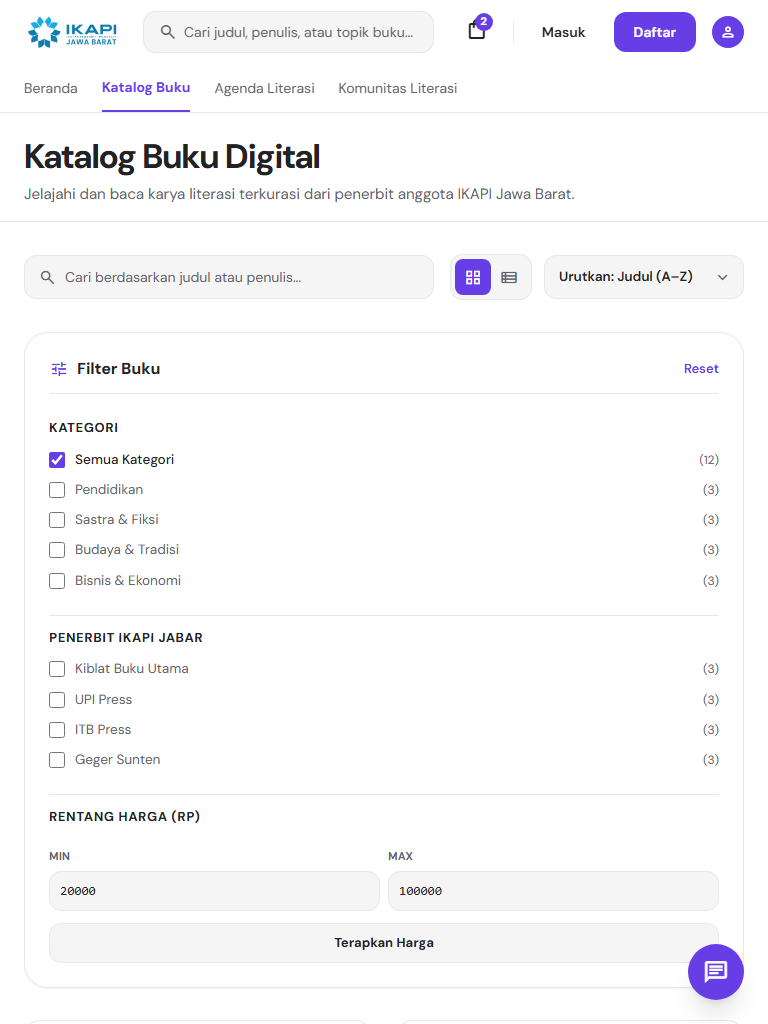 IKAPI
JAWA BARAT
Cari judul, penulis, atau topik buku...
2
Masuk
Daftar
Beranda
Katalog Buku
Agenda Literasi
Komunitas Literasi
Katalog Buku Digital
Jelajahi dan baca karya literasi terkurasi dari penerbit anggota IKAPI Jawa Barat.
Cari berdasarkan judul atau penulis...
Urutkan: Judul (A–Z)
Filter Buku
Reset
KATEGORI
Semua Kategori (12)
Pendidikan (3)
Sastra & Fiksi (3)
Budaya & Tradisi (3)
Bisnis & Ekonomi (3)
PENERBIT IKAPI JABAR
Kiblat Buku Utama (3)
UPI Press (3)
ITB Press (3)
Geger Sunten (3)
RENTANG HARGA (RP)
MIN
MAX
20000
100000
Terapkan Harga